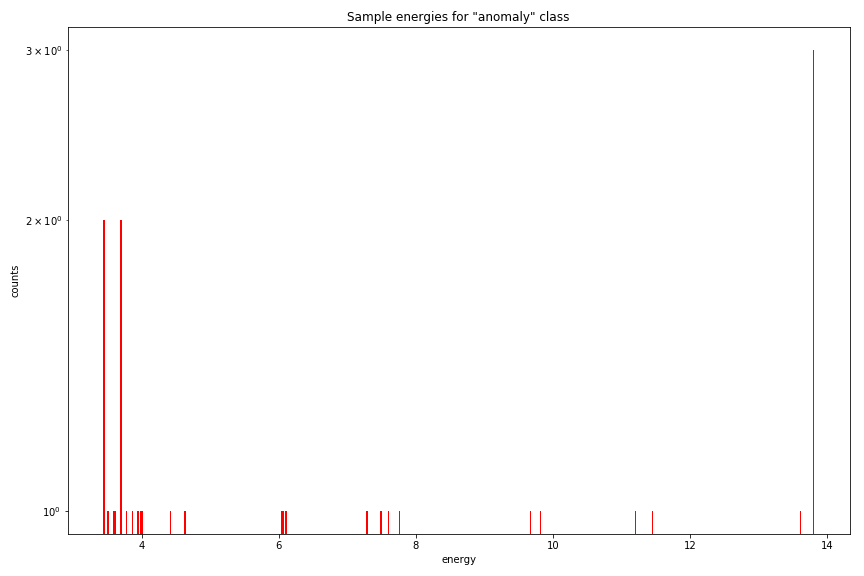 Sample energies for "anomaly" class
3 × 10⁰
2 × 10⁰
10⁰
counts
4 6 8 10 12 14
energy